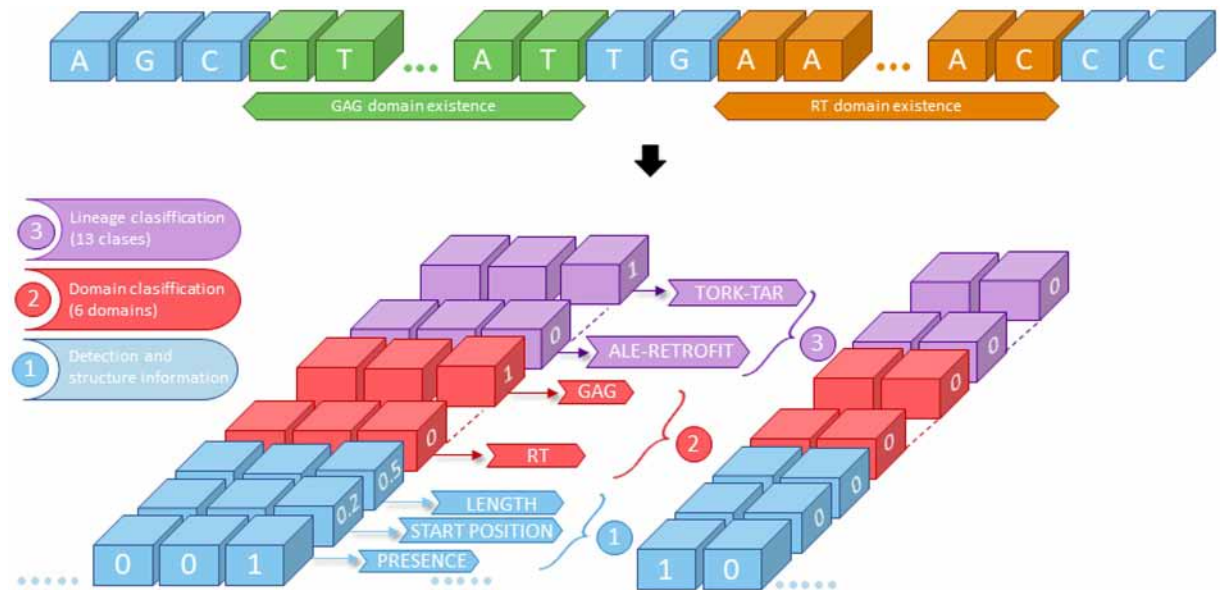 A G C C T ... A T T G A A ... A C C C
GAG domain existence
RT domain existence
3
Lineage clasiffication
(13 clases)
2
Domain clasiffication
(6 domains)
1
Detection and
structure information
1
TORK-TAR
0
ALE-RETROFIT
3
1
GAG
0
RT
2
0.5
LENGTH
0.2
START POSITION
1
0 0 1
PRESENCE
0
0
0
0
0
0
1 0